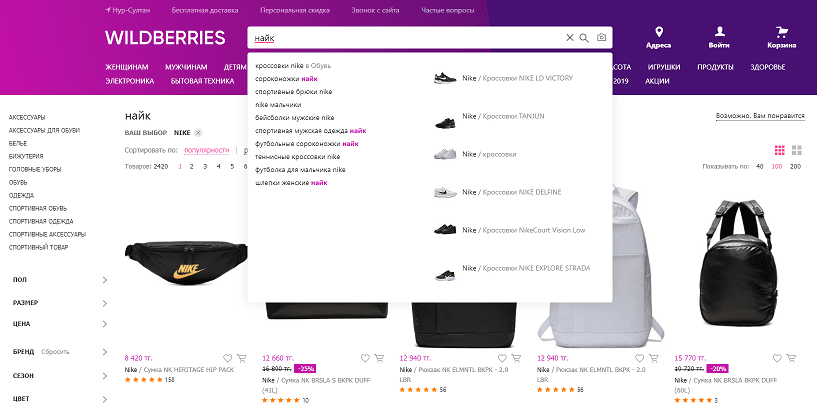 Нур-Султан Бесплатная доставка Персональная скидка Звонок с сайта Частые вопросы
WILDBERRIES
найк
Адреса Войти Корзина
ЖЕНЩИНАМ МУЖЧИНАМ ДЕТЯМ ИГРУШКИ ПРОДУКТЫ ЗДОРОВЬЕ
ЭЛЕКТРОНИКА БЫТОВАЯ ТЕХНИКА 2019 АКЦИИ
кроссовки nike в Обувь
сороконожки найк
спортивные брюки nike
nike мальчики
бейсболки мужские nike
спортивная мужская одежда найк
футбольные сороконожки найк
теннисные кроссовки nike
футболка для мальчика nike
шлепки женские найк
Nike / Кроссовки NIKE LD VICTORY
Nike / Кроссовки TANJUN
Nike / кроссовки
Nike / Кроссовки NIKE DELFINE
Nike / Кроссовки NikeCourt Vision Low
Nike / Кроссовки NIKE EXPLORE STRADA
АКСЕССУАРЫ
АКСЕССУАРЫ ДЛЯ ОБУВИ
БЕЛЬЕ
БИЖУТЕРИЯ
ГОЛОВНЫЕ УБОРЫ
ОБУВЬ
ОДЕЖДА
СПОРТИВНАЯ ОБУВЬ
СПОРТИВНАЯ ОДЕЖДА
СПОРТИВНЫЕ АКСЕССУАРЫ
СПОРТИВНЫЙ ТОВАР
ПОЛ
РАЗМЕР
ЦЕНА
БРЕНД Сбросить
СЕЗОН
ЦВЕТ
найк
Возможно, Вам понравится
ВАШ ВЫБОР NIKE
Сортировать по: популярности |
Товаров: 2420 1 2 3 4 5 6
Показывать по: 40 100 200
NIKE
8 420 тг.
Nike / Сумка NK HERITAGE HIP PACK
158
12 660 тг.
16 890 тг. -25%
Nike / Сумка NK BRSLA S BKPK DUFF
(41L)
10
12 940 тг.
Nike / Рюкзак NK ELMNTL BKPK - 2.0
LBR
56
12 940 тг.
Nike / Рюкзак NK ELMNTL BKPK - 2.0
LBR
56
15 770 тг.
19 720 тг. -20%
Nike / Сумка NK BRSLA S BKPK DUFF
(60L)
3